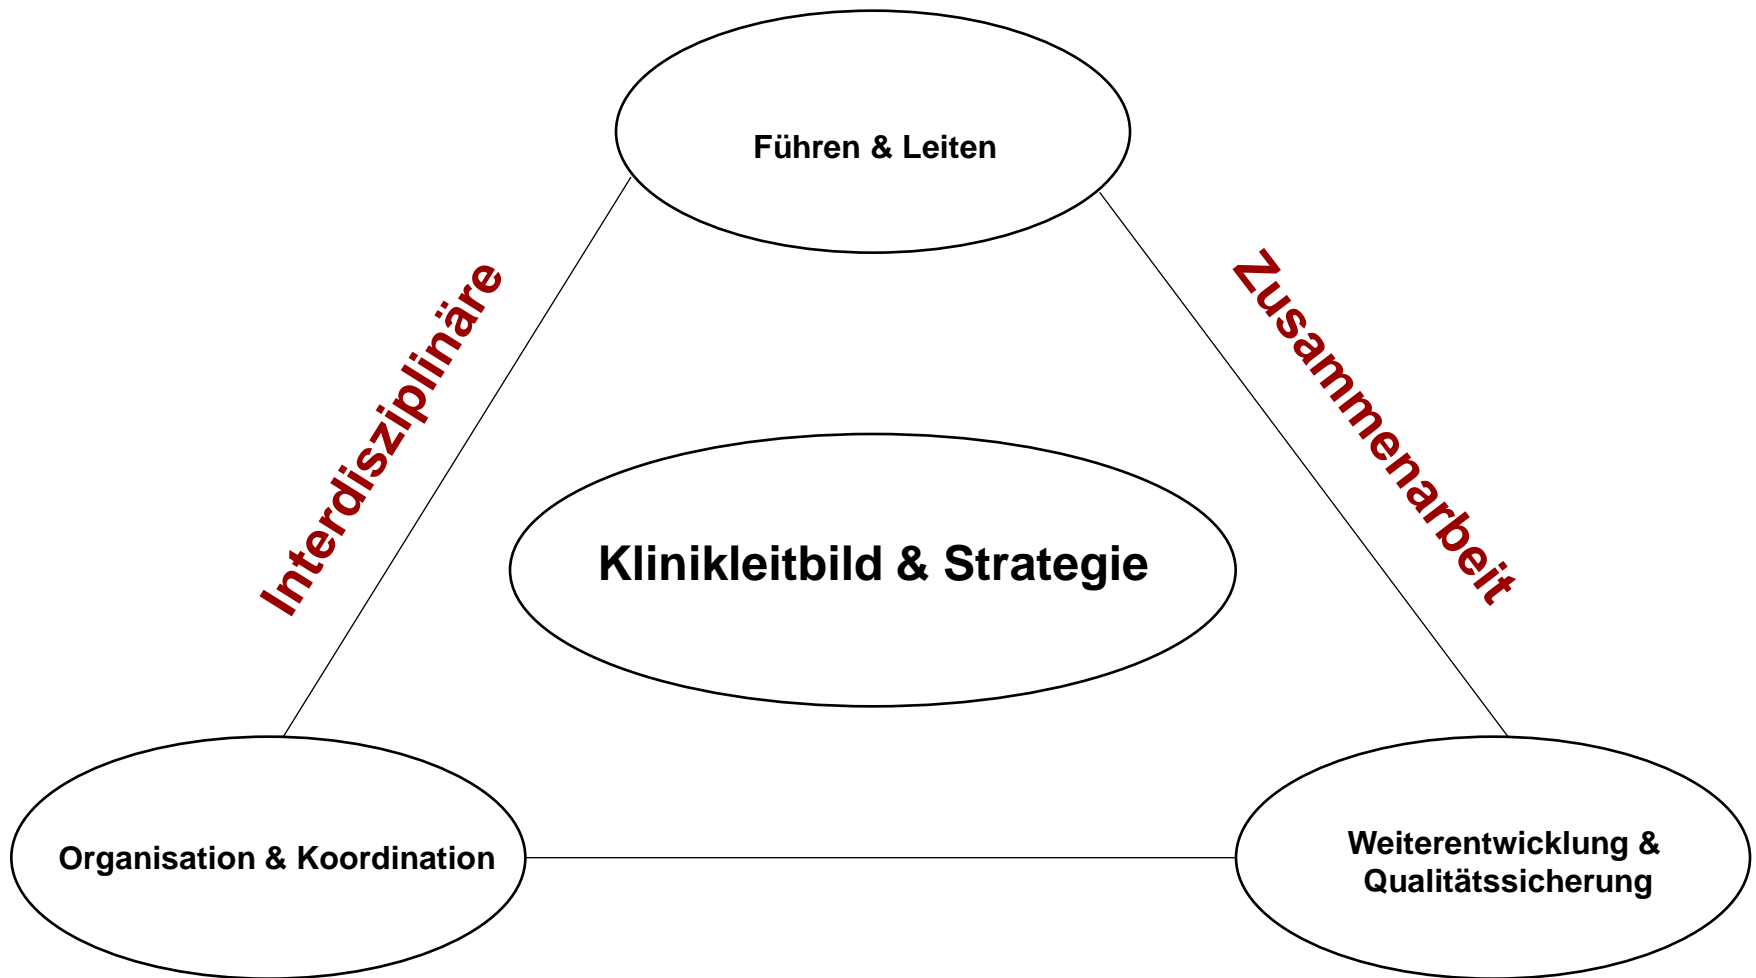 Führen & Leiten
Interdisziplinäre
Zusammenarbeit
Klinikleitbild & Strategie
Organisation & Koordination
Weiterentwicklung &
Qualitätssicherung